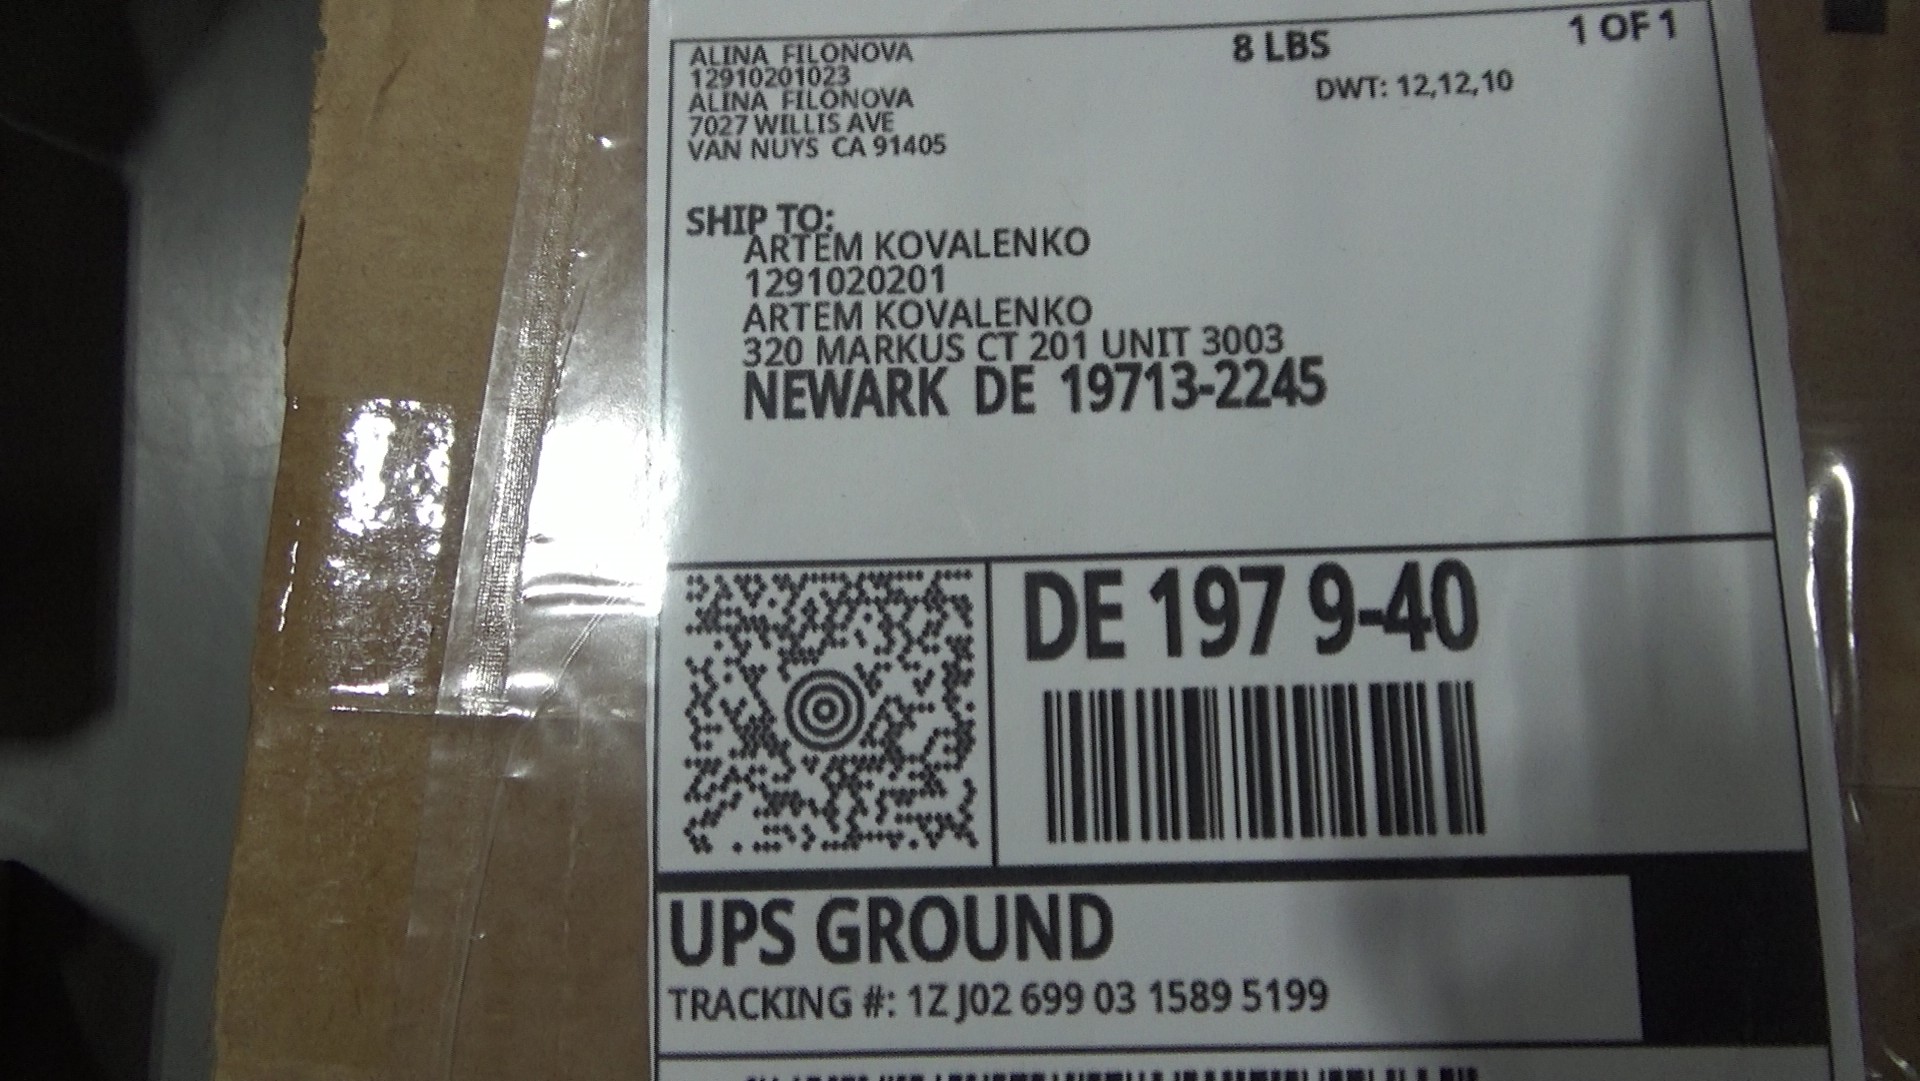 ALINA FILONOVA
12910201023
ALINA FILONOVA
7027 WILLIS AVE
VAN NUYS CA 91405
8 LBS
1 OF 1
DWT: 12,12,10
SHIP TO:
ARTEM KOVALENKO
1291020201
ARTEM KOVALENKO
320 MARKUS CT 201 UNIT 3003
NEWARK DE 19713-2245
DE 197 9-40
UPS GROUND
TRACKING #: 1Z J02 699 03 1589 5199